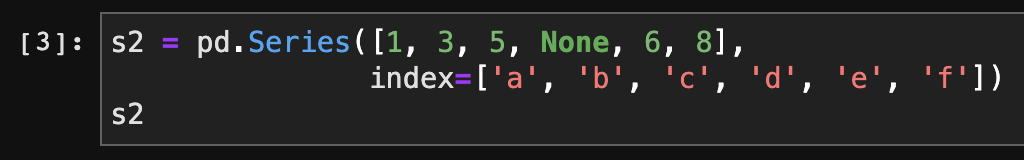 [3]: s2 = pd.Series([1, 3, 5, None, 6, 8],
index=['a', 'b', 'c', 'd', 'e', 'f'])
s2